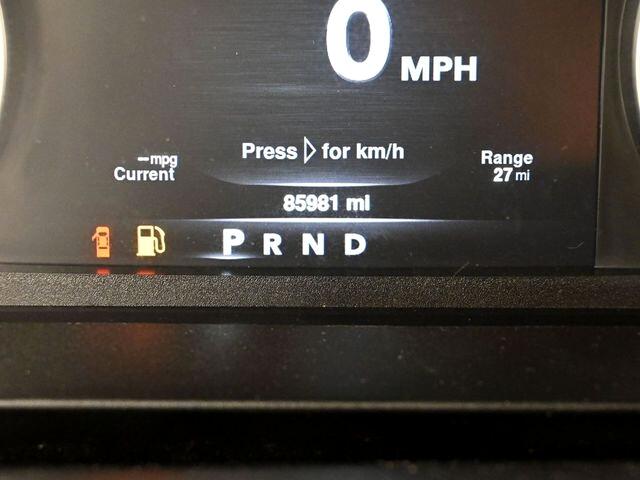 0 MPH
Press ▷ for km/h
--mpg
Current
Range
27 mi
85981 mi
P R N D